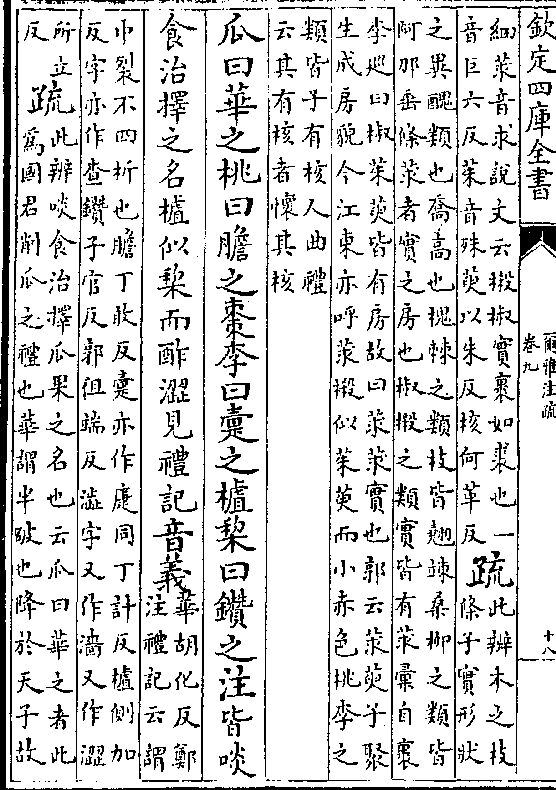 欽定四庫全書
爾雅注疏
卷九
十八
細菉音求說文云椴椒實裹如裘也一
音巨六反茱音殊萸以朱反核何革反
疏
此辨木之枝
條子實形狀
之異醜類也喬高也槐棘之類枝皆翹竦桑柳之類皆
阿那垂條菉者實之房也椒椴之類實皆有菉彚自裹
李廵曰椒茱萸皆有房故曰菉菉實也郭云菉萸子聚
生成房貌今江東亦呼菉椴似茱萸而小赤色桃李之
類皆子有核人曲禮
云其有核者懷其核
瓜曰華之桃曰膽之棗李曰疐之樝棃曰鑽之注皆啖
食治擇之名樝似棃而酢澀見禮記音義
華胡化反鄭
注禮記云謂
巾裂不四析也膽丁敢反疐亦作疐同丁計反樝側加
反字亦作查鑽子官反郭徂端反澁字又作濇又作澀
所立
反
疏
此辨啖食治擇瓜果之名也云瓜曰華之者此
爲國君削瓜之禮也華謂半破也降於天子故